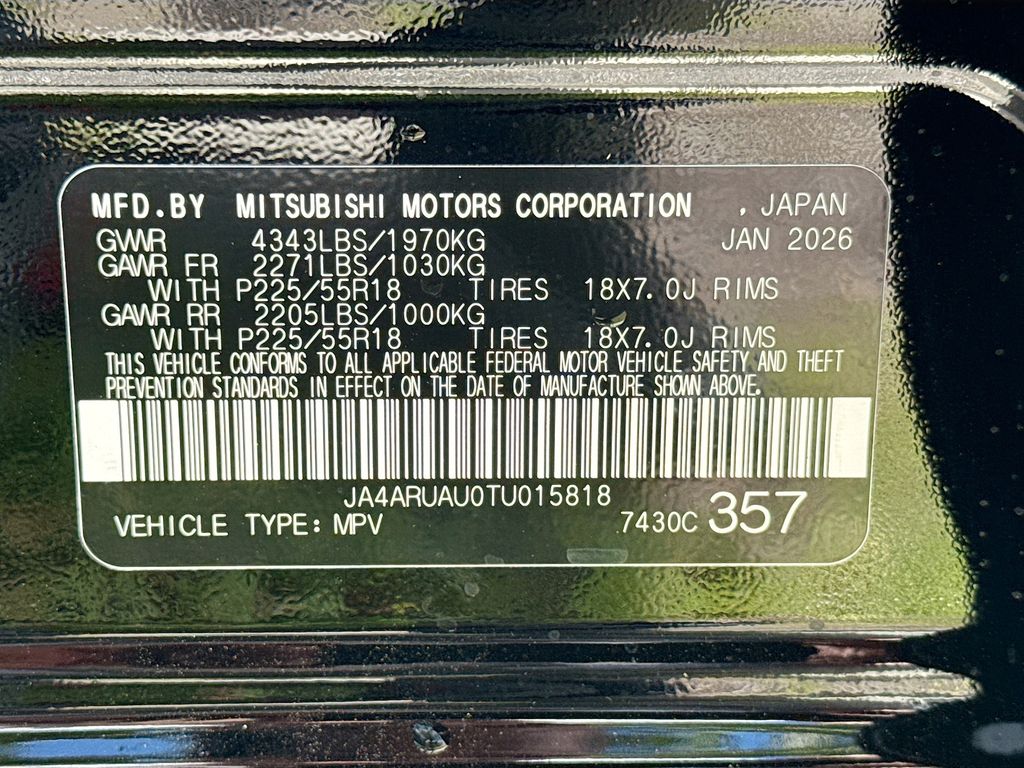 MFD.BY MITSUBISHI MOTORS CORPORATION , JAPAN
GVWR 4343LBS/1970KG JAN 2026
GAWR FR 2271LBS/1030KG
WITH P225/55R18 TIRES 18X7.0J RIMS
GAWR RR 2205LBS/1000KG
WITH P225/55R18 TIRES 18X7.0J RIMS
THIS VEHICLE CONFORMS TO ALL APPLICABLE FEDERAL MOTOR VEHICLE SAFETY AND THEFT
PREVENTION STANDARDS IN EFFECT ON THE DATE OF MANUFACTURE SHOWN ABOVE.
JA4ARUAU0TU015818
VEHICLE TYPE: MPV 7430C 357